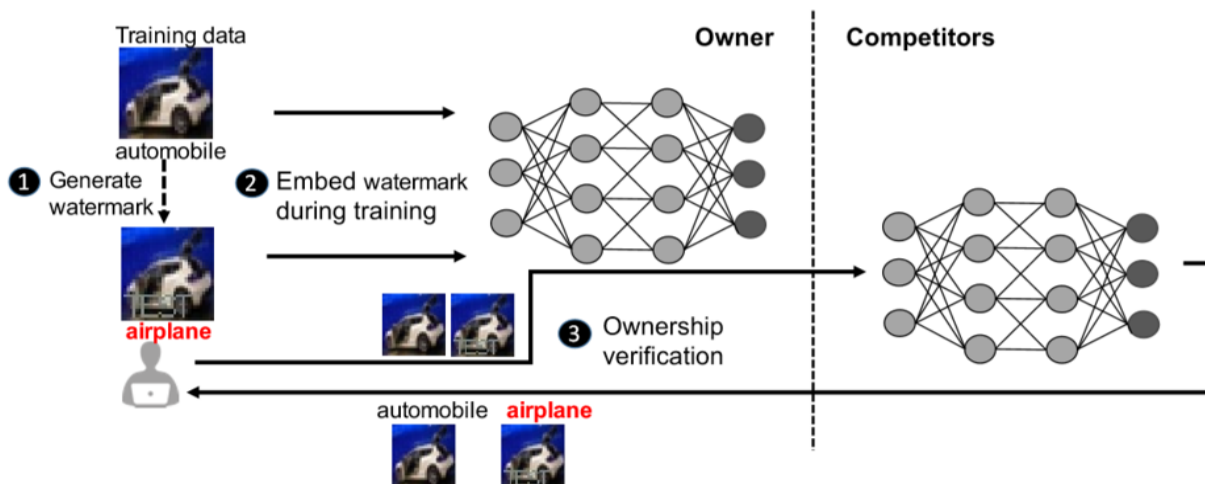 Training data
Owner
Competitors
automobile
1 Generate
watermark
2 Embed watermark
during training
TEXT
airplane
3 Ownership
verification
automobile airplane